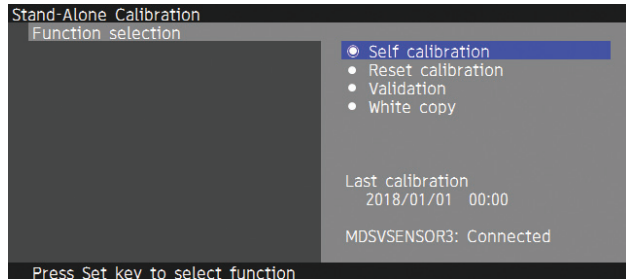 Stand-Alone Calibration
Function selection
Self calibration
Reset calibration
Validation
White copy
Last calibration
2018/01/01 00:00
MDSVSENSOR3: Connected
Press Set key to select function